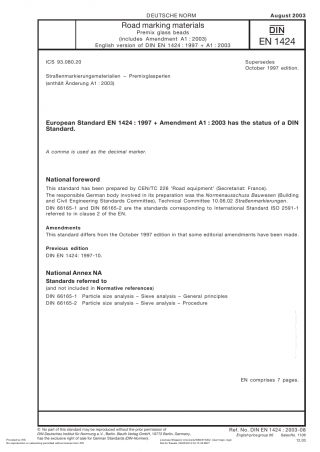 DEUTSCHE NORM
August 2003
Road marking materials
Premix glass beads
(includes Amendment A1 : 2003)
English version of DIN EN 1424 : 1997 + A1 : 2003
DIN
EN 1424
ICS 93.080.20
Supersedes
October 1997 edition.
Straßenmarkierungsmaterialien – Premixglasperlen
(enthält Änderung A1 : 2003)
European Standard EN 1424 : 1997 + Amendment A1 : 2003 has the status of a DIN
Standard.
A comma is used as the decimal marker.
National foreword
This standard has been prepared by CEN/TC 226 'Road equipment' (Secretariat: France).
The responsible German body involved in its preparation was the Normenausschuss Bauwesen (Building
and Civil Engineering Standards Committee), Technical Committee 10.06.02 Straßenmarkierungen.
DIN 66165-1 and DIN 66165-2 are the standards corresponding to International Standard ISO 2591-1
referred to in clause 2 of the EN.
Amendments
This standard differs from the October 1997 edition in that some editorial amendments have been made.
Previous edition
DIN EN 1424: 1997-10.
National Annex NA
Standards referred to
(and not included in Normative references)
DIN 66165-1 Particle size analysis – Sieve analysis – General principles
DIN 66165-2 Particle size analysis – Sieve analysis – Procedure
EN comprises 7 pages.
© No part of this standard may be reproduced without the prior permission of
DIN Deutsches Institut für Normung e.V., Berlin. Beuth Verlag GmbH, 10772 Berlin, Germany,
has the exclusive right of sale for German Standards (DIN-Normen).
Ref. No. DIN EN 1424 : 2003-08
Englishprice group 08 Sales No. 1108
12.03